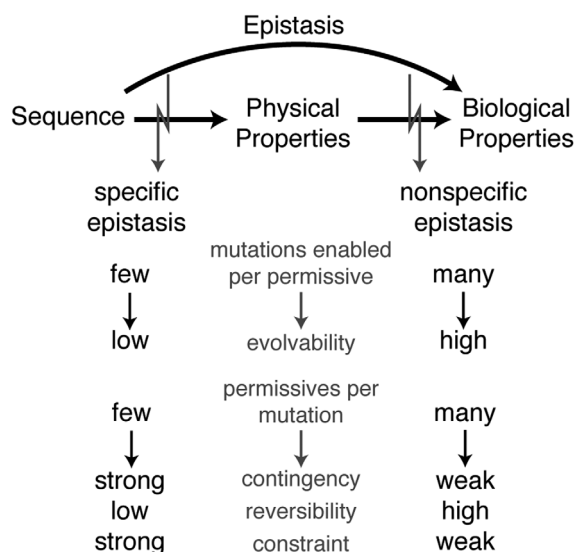 Epistasis
Sequence
Physical
Properties
Biological
Properties
specific
epistasis
nonspecific
epistasis
few
mutations enabled
per permissive
many
low
evolvability
high
few
permissives per
mutation
many
strong
contingency
weak
low
reversibility
high
strong
constraint
weak